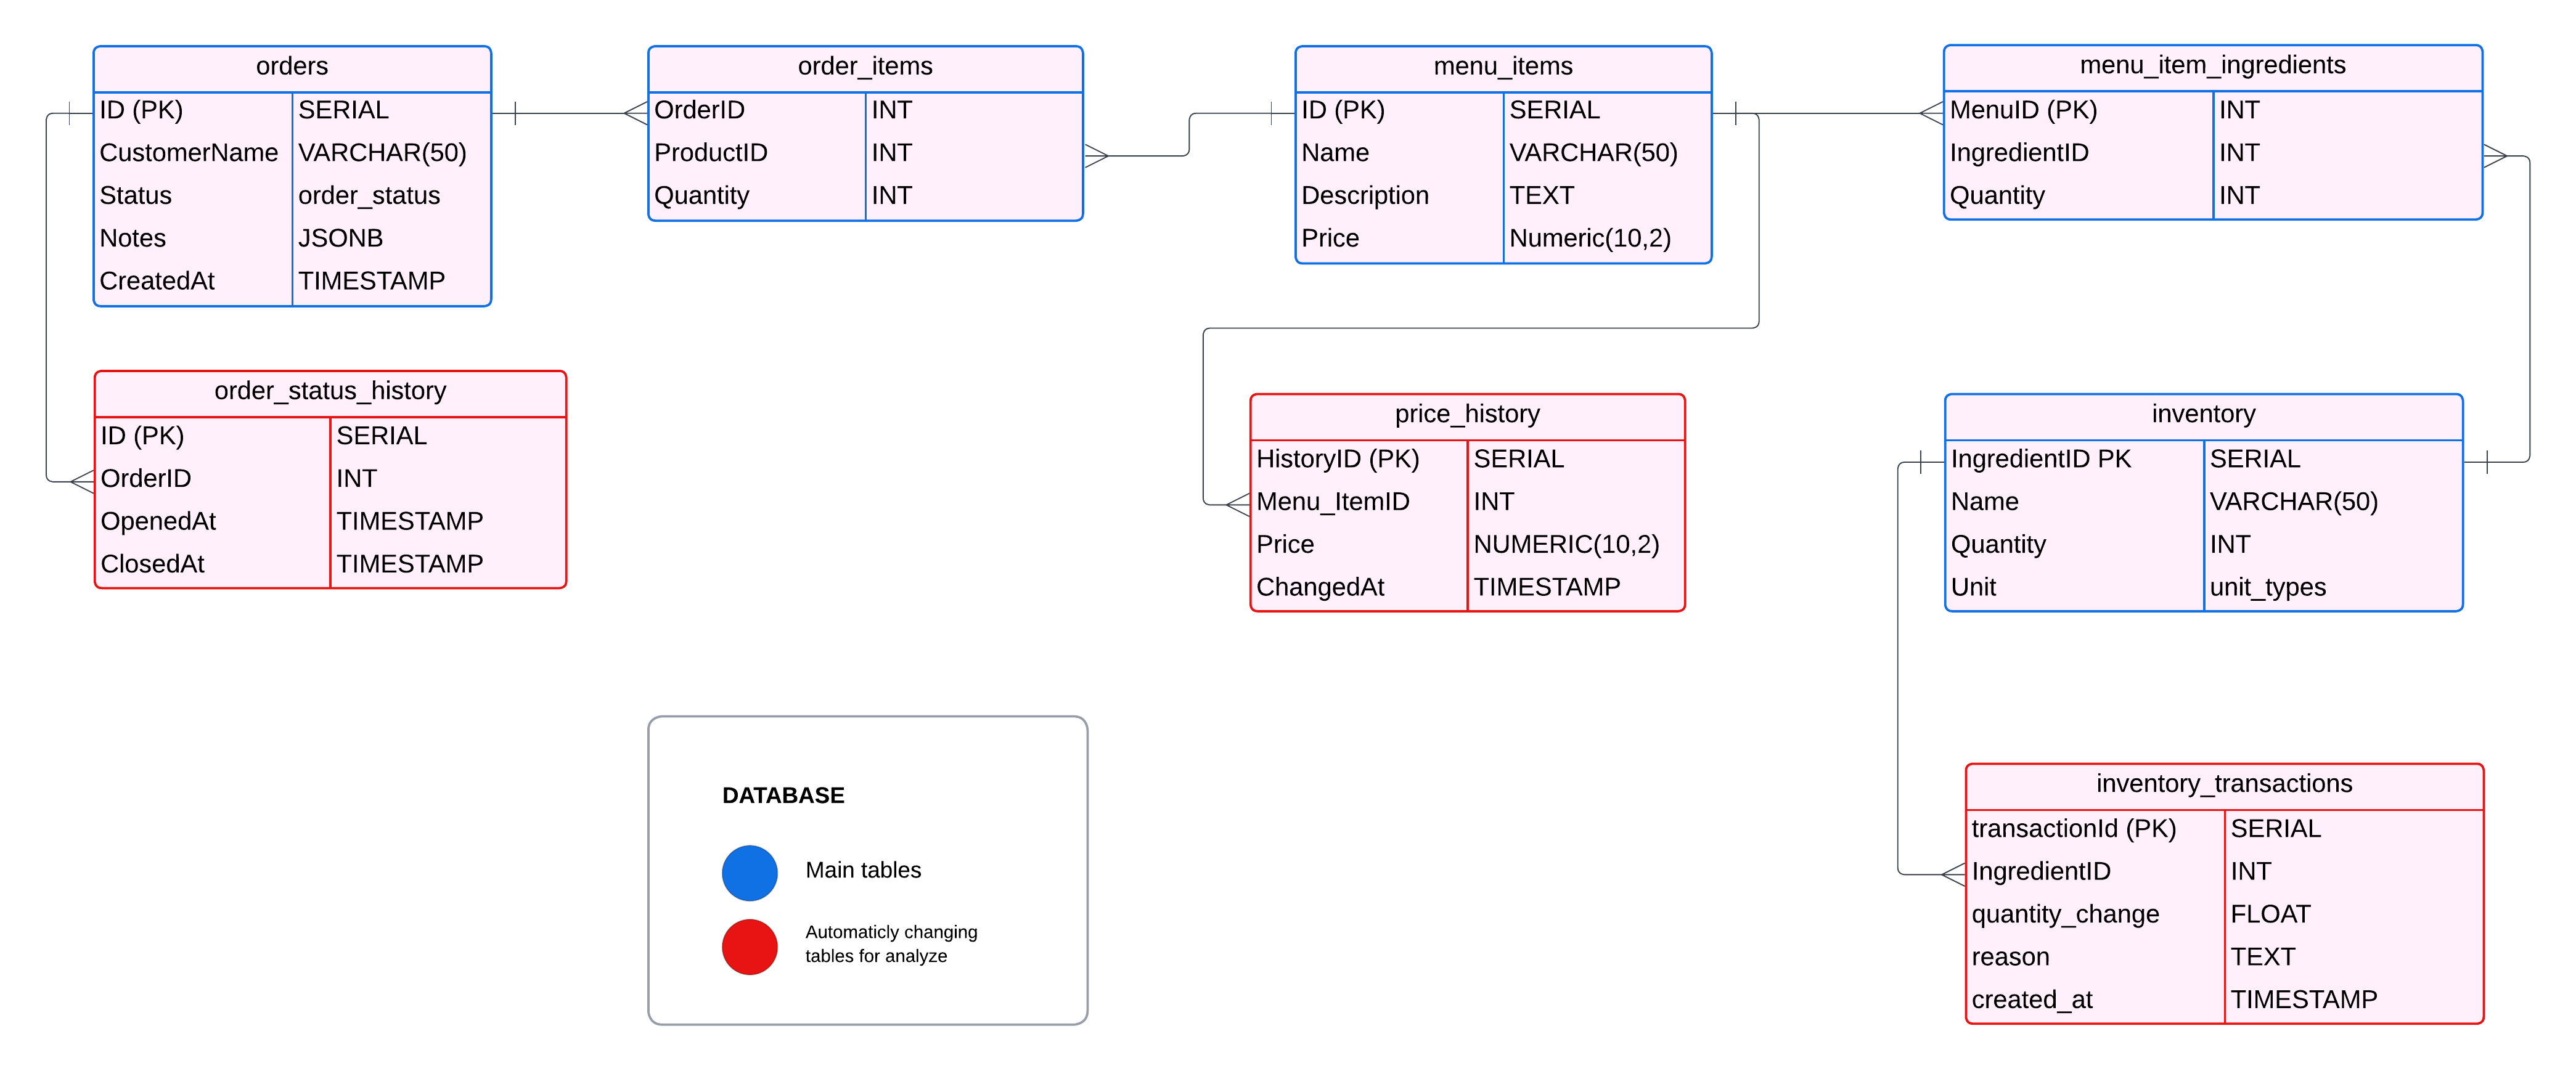 orders
ID (PK) SERIAL
CustomerName VARCHAR(50)
Status order_status
Notes JSONB
CreatedAt TIMESTAMP
order_items
OrderID INT
ProductID INT
Quantity INT
menu_items
ID (PK) SERIAL
Name VARCHAR(50)
Description TEXT
Price Numeric(10,2)
menu_item_ingredients
MenuID (PK) INT
IngredientID INT
Quantity INT
order_status_history
ID (PK) SERIAL
OrderID INT
OpenedAt TIMESTAMP
ClosedAt TIMESTAMP
price_history
HistoryID (PK) SERIAL
Menu_ItemID INT
Price NUMERIC(10,2)
ChangedAt TIMESTAMP
inventory
IngredientID PK SERIAL
Name VARCHAR(50)
Quantity INT
Unit unit_types
DATABASE
Main tables
Automaticly changing
tables for analyze
inventory_transactions
transactionId (PK) SERIAL
IngredientID INT
quantity_change FLOAT
reason TEXT
created_at TIMESTAMP